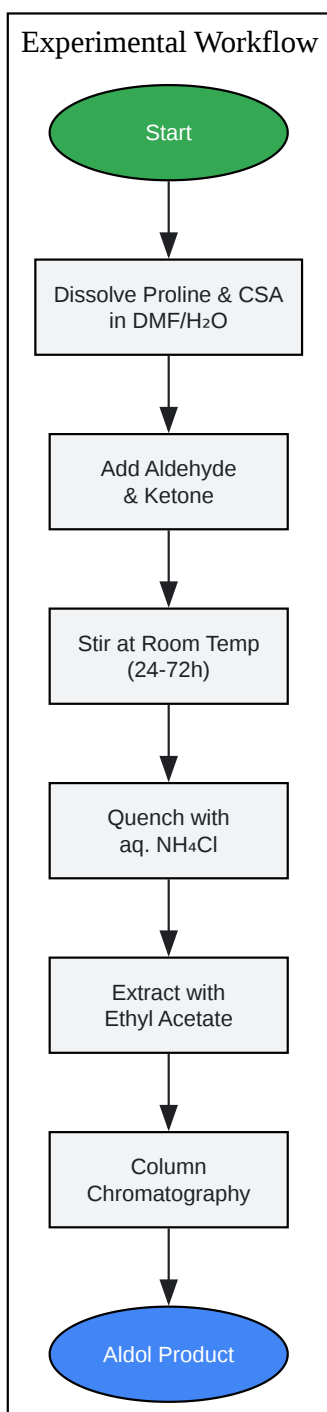 Experimental Workflow
Start
Dissolve Proline & CSA
in DMF/H₂O
Add Aldehyde
& Ketone
Stir at Room Temp
(24-72h)
Quench with
aq. NH₄Cl
Extract with
Ethyl Acetate
Column
Chromatography
Aldol Product